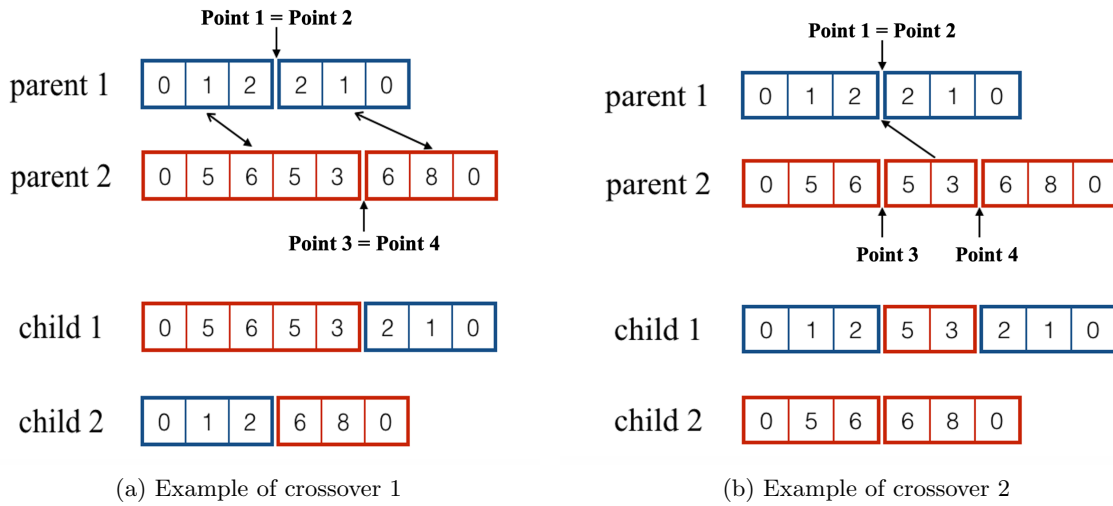 Point 1 = Point 2
parent 1 0 1 2 2 1 0
parent 2 0 5 6 5 3 6 8 0
Point 3 = Point 4
child 1 0 5 6 5 3 2 1 0
child 2 0 1 2 6 8 0
(a) Example of crossover 1
Point 1 = Point 2
parent 1 0 1 2 2 1 0
parent 2 0 5 6 5 3 6 8 0
Point 3 Point 4
child 1 0 1 2 5 3 2 1 0
child 2 0 5 6 6 8 0
(b) Example of crossover 2